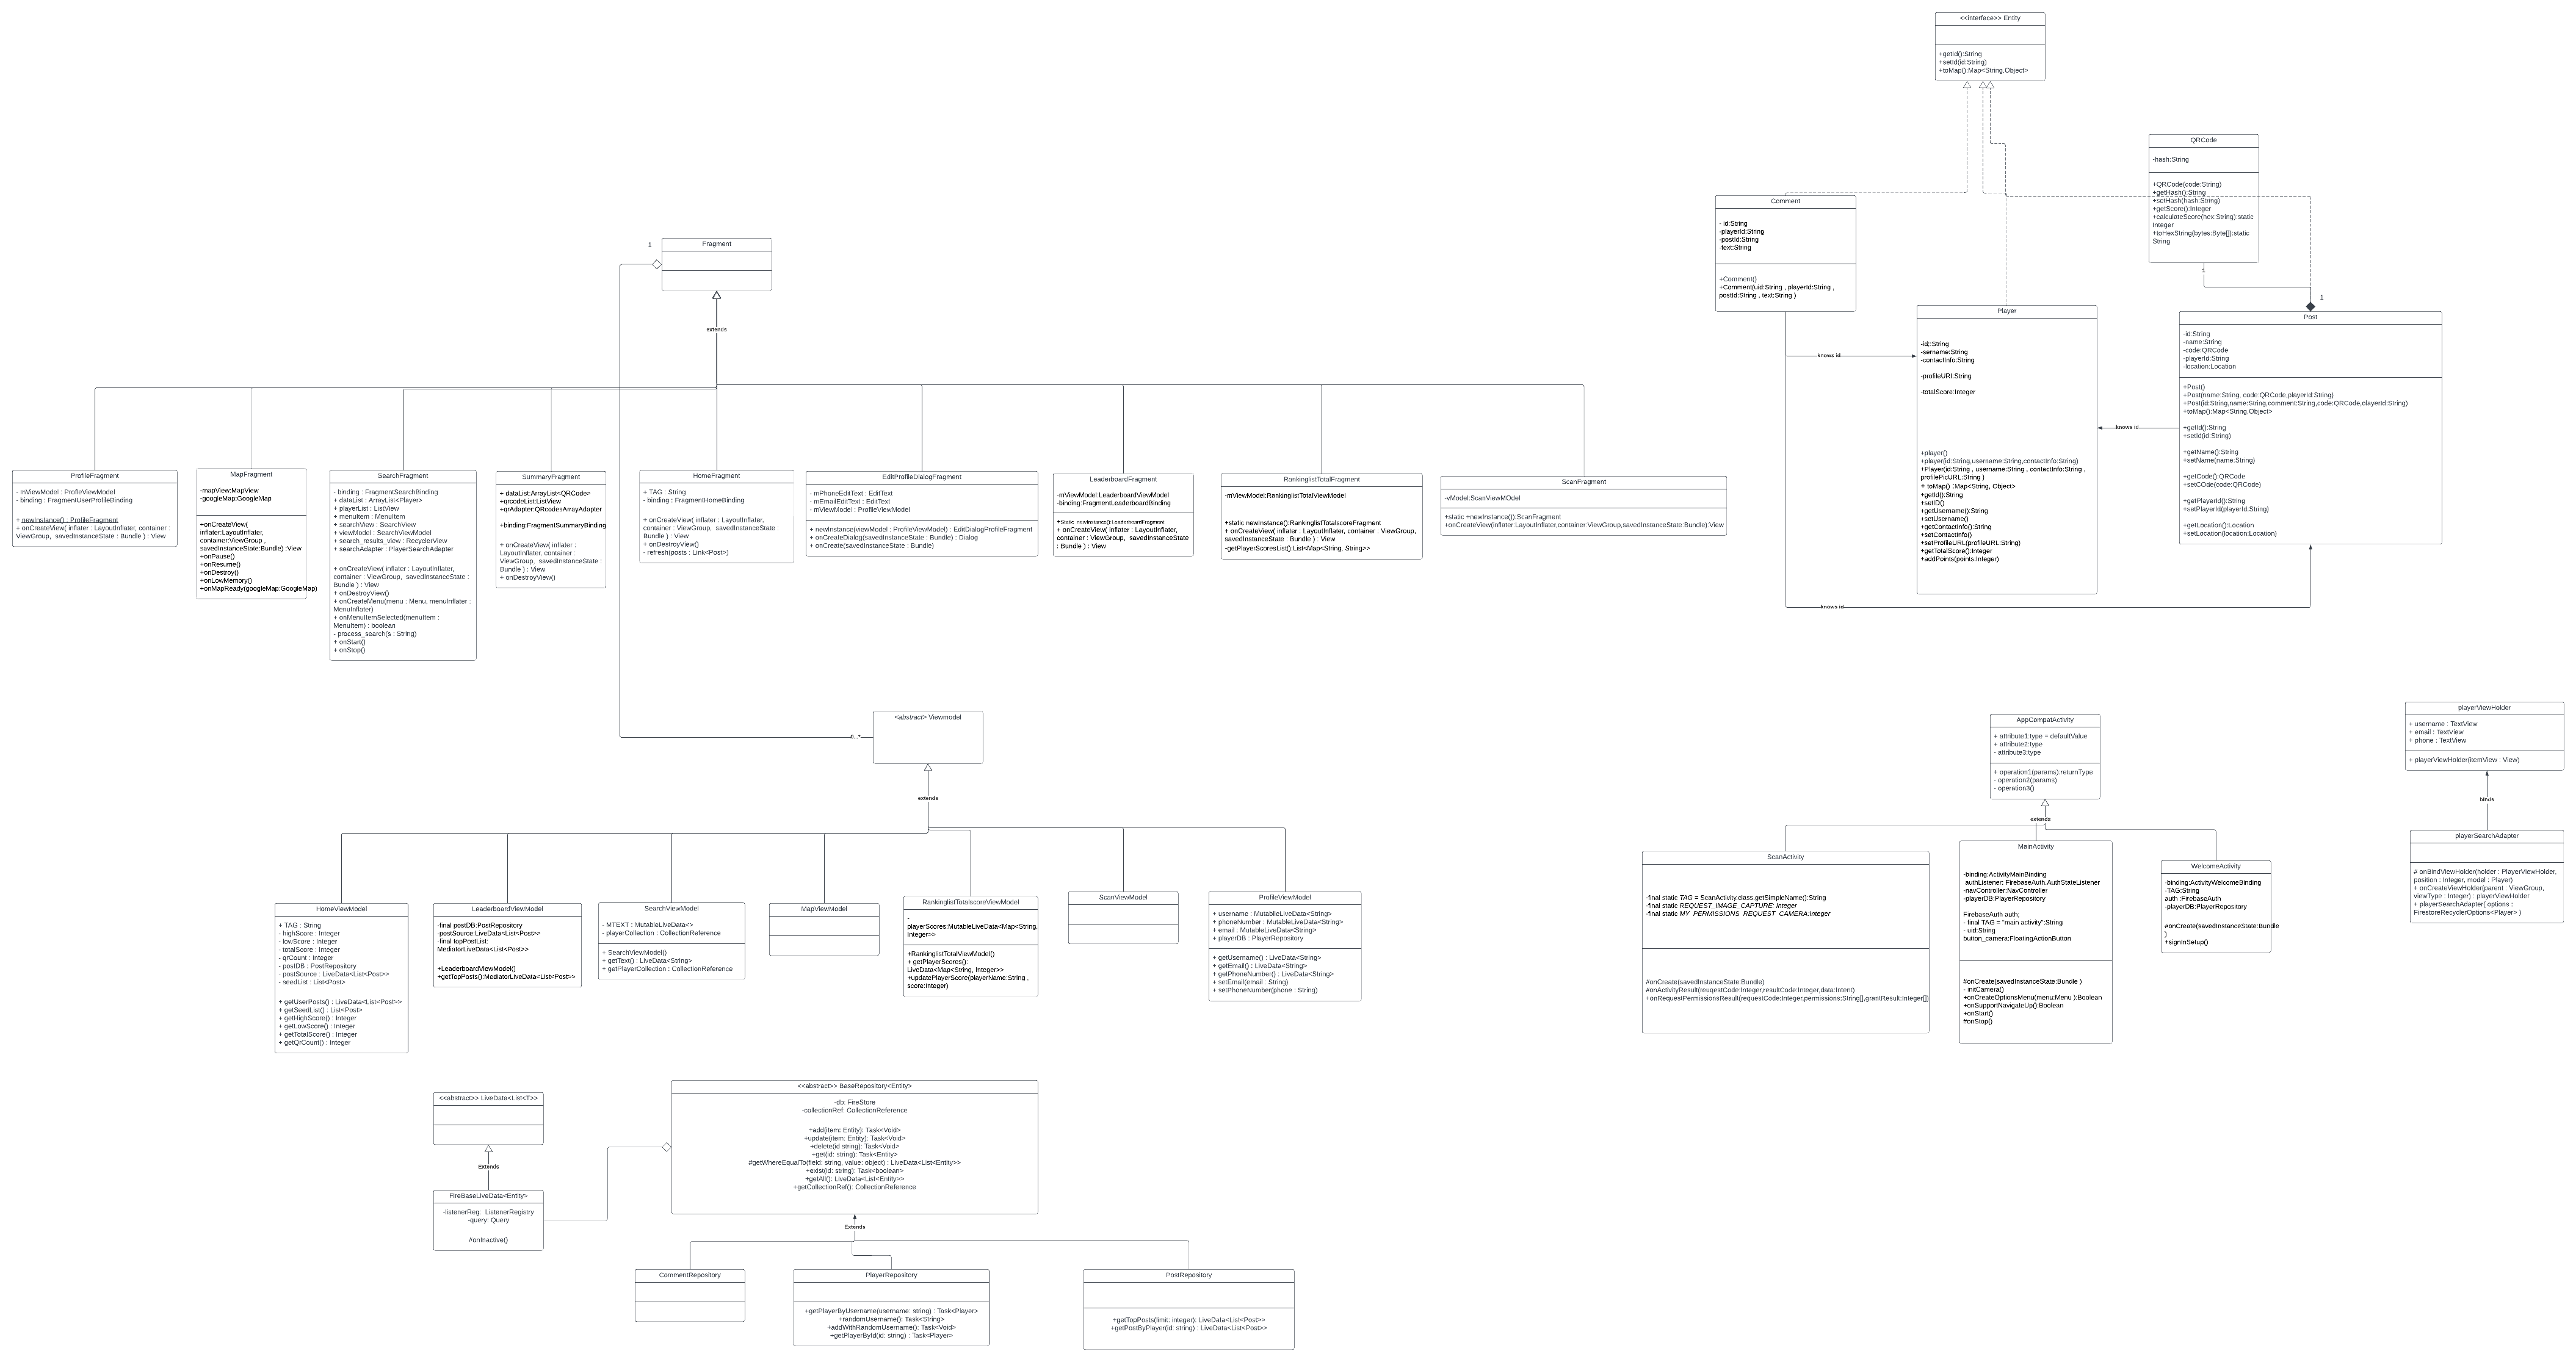 <<interface>> Entity
+getId():String
+setId(id:String)
+toMap():Map<String,Object>
QRCode
-hash:String
+QRCode(code:String)
+getHash():String
+setHash(hash:String)
+getScore():Integer
+calculateScore(hex:String):static
Integer
+toHexString(bytes:Byte[]):static
String
1
1
Comment
- id:String
-playerId:String
-postId:String
-text:String
+Comment()
+Comment(uid:String , playerId:String ,
postId:String , text:String )
Player
-id;:String
-sername:String
-contactInfo:String
-profileURI:String
-totalScore:Integer
+player()
+player(id:String,username:String,contactInfo:String)
+Player(id:String , username:String , contactInfo:String ,
profilePicURL:String )
+ toMap() :Map<String, Object>
+getId():String
+setID()
+getUsername():String
+setUsername()
+getContactInfo():String
+setContactInfo()
+setProfileURL(profileURL:String)
+getTotalScore():Integer
+addPoints(points:Integer)
Post
-id:String
-name:String
-code:QRCode
-playerId:String
-location:Location
+Post()
+Post(name:String, code:QRCode,playerId:String)
+Post(id:String,name:String,comment:String,code:QRCode,olayerId:String)
+toMap():Map<String,Object>
+getId():String
+setId(id:String)
+getName():String
+setName(name:String)
+getCode():QRCode
+setCOde(code:QRCode)
+getPlayerId():String
+setPlayerId(playerId:String)
+getLocation():Location
+setLocation(location:Location)
knows id
knows id
knows id
Fragment
1
extends
ProfileFragment
- mViewModel : ProfileViewModel
- binding : FragmentUserProfileBinding
+ newInstance() : ProfileFragment
+ onCreateView( inflater : LayoutInflater, container :
ViewGroup,  savedInstanceState : Bundle ) : View
MapFragment
-mapView:MapView
-googleMap:GoogleMap
+onCreateView(
inflater:LayoutInflater,
container:ViewGroup ,
savedInstanceState:Bundle) :View
+onPause()
+onResume()
+onDestroy()
+onLowMemory()
+onMapReady(googleMap:GoogleMap)
SearchFragment
- binding : FragmentSearchBinding
+ dataList : ArrayList<Player>
+ playerList : ListView
+ menuItem : MenuItem
+ searchView : SearchView
+ viewModel : SearchViewModel
+ search_results_view : RecyclerView
+ searchAdapter : PlayerSearchAdapter
+ onCreateView( inflater : LayoutInflater,
container : ViewGroup,  savedInstanceState :
Bundle ) : View
+ onDestroyView()
+ onCreateMenu(menu : Menu, menuInflater :
MenuInflater)
+ onMenuItemSelected(menuItem :
MenuItem) : boolean
- process_search(s : String)
+ onStart()
+ onStop()
SummaryFragment
+ dataList:ArrayList<QRCode>
+qrcodeList:ListView
+qrAdapter:QRcodesArrayAdapter
+binding:FragmentSummaryBinding
+ onCreateView( inflater :
LayoutInflater, container :
ViewGroup,  savedInstanceState :
Bundle ) : View
+ onDestroyView()
HomeFragment
+ TAG : String
- binding : FragmentHomeBinding
+ onCreateView( inflater : LayoutInflater,
container : ViewGroup,  savedInstanceState :
Bundle ) : View
+ onDestroyView()
- refresh(posts : Link<Post>)
EditProfileDialogFragment
- mPhoneEditText : EditText
- mEmailEditText : EditText
- mViewModel : ProfileViewModel
+ newInstance(viewModel : ProfileViewModel) : EditDialogProfileFragment
+ onCreateDialog(savedInstanceState : Bundle) : Dialog
+ onCreate(savedInstanceState : Bundle)
LeaderboardFragment
-mViewModel:LeaderboardViewModel
-binding:FragmentLeaderboardBinding
+Static newInstance():LeaderboardFragment
+ onCreateView( inflater : LayoutInflater,
container : ViewGroup,  savedInstanceState
: Bundle ) : View
RankinglistTotalFragment
-mViewModel:RankinglistTotalViewModel
+static newInstance():RankinglistTotalscoreFragment
+ onCreateView( inflater : LayoutInflater, container : ViewGroup,
savedInstanceState : Bundle ) : View
-getPlayerScoresList():List<Map<String, String>>
ScanFragment
-vModel:ScanViewMOdel
+static +newInstance()):ScanFragment
+onCreateView(inflater:LayoutInflater,container:ViewGroup,savedInstanceState:Bundle):View
<abstract> Viewmodel
0...*
extends
HomeViewModel
+ TAG : String
- highScore : Integer
- lowScore : Integer
- totalScore : Integer
- qrCount : Integer
- postDB : PostRepository
- postSource : LiveData<List<Post>>
- seedList : List<Post>
+ getUserPosts() : LiveData<List<Post>>
+ getSeedList() : List<Post>
+ getHighScore() : Integer
+ getLowScore() : Integer
+ getTotalScore() : Integer
+ getQrCount() : Integer
LeaderboardViewModel
-final postDB:PostRepository
-postSource:LiveData<List<Post>>
-final topPostList:
MediatorLiveData<List<Post>>
+LeaderboardViewModel()
+getTopPosts():MediatorLiveData<List<Post>>
SearchViewModel
- MTEXT : MutableLiveData<>
- playerCollection : CollectionReference
+ SearchViewModel()
+ getText() : LiveData<String>
+ getPlayerCollection : CollectionReference
MapViewModel
RankinglistTotalscoreViewModel
-
playerScores:MutableLiveData<Map<String,
Integer>>
+RankinglistTotalViewModel()
+ getPlayerScores():
LiveData<Map<String, Integer>>
+updatePlayerScore(playerName:String ,
score:Integer)
ScanViewModel
ProfileViewModel
+ username : MutableLiveData<String>
+ phoneNumber : MutableLiveData<String>
+ email : MutableLiveData<String>
+ playerDB : PlayerRepository
+ getUsername() : LiveData<String>
+ getEmail() : LiveData<String>
+ getPhoneNumber() : LiveData<String>
+ setEmail(email : String)
+ setPhoneNumber(phone : String)
AppCompatActivity
+ attribute1:type = defaultValue
+ attribute2:type
- attribute3:type
+ operation1(params):returnType
- operation2(params)
- operation3()
extends
ScanActivity
-final static TAG = ScanActivity.class.getSimpleName():String
-final static REQUEST_IMAGE_CAPTURE: Integer
-final static MY_PERMISSIONS_REQUEST_CAMERA:Integer
#onCreate(savedInstanceState:Bundle)
#onActivityResult(reuqestCode:Integer,resultCode:Integer,data:Intent)
+onRequestPermissionsResult(requestCode:Integer,permissions:String[],grantResult:Integer[])
MainActivity
-binding:ActivityMainBinding
authListener: FirebaseAuth.AuthStateListener
-navController:NavController
-playerDB:PlayerRepository
FirebaseAuth auth;
- final TAG = "main activity":String
- uid:String
button_camera:FloatingActionButton
#onCreate(savedInstanceState:Bundle )
- initCamera()
+onCreateOptionsMenu(menu:Menu ):Boolean
+onSupportNavigateUp():Boolean
+onStart()
#onStop()
WelcomeActivity
-binding:ActivityWelcomeBinding
-TAG:String
auth :FirebaseAuth
-playerDB:PlayerRepository
#onCreate(savedInstanceState:Bundle
)
+signInSetup()
playerViewHolder
+ username : TextView
+ email : TextView
+ phone : TextView
+ playerViewHolder(itemView : View)
binds
playerSearchAdapter
# onBindViewHolder(holder : PlayerViewHolder,
position : Integer, model : Player)
+ onCreateViewHolder(parent : ViewGroup,
viewType : Integer) : playerViewHolder
+ playerSearchAdapter( options :
FirestoreRecyclerOptions<Player> )
<<abstract>> LiveData<List<T>>
Extends
FireBaseLiveData<Entity>
-listenerReg:  ListenerRegistry
-query: Query
#onInactive()
<<abstract>> BaseRepository<Entity>
-db: FireStore
-collectionRef: CollectionReference
+add(item: Entity): Task<Void>
+update(item: Entity): Task<Void>
+delete(id string): Task<Void>
+get(id: string): Task<Entity>
#getWhereEqualTo(field: string, value: object) : LiveData<List<Entity>>
+exist(id: string): Task<boolean>
+getAll(): LiveData<List<Entity>>
+getCollectionRef(): CollectionReference
Extends
CommentRepository
PlayerRepository
+getPlayerByUsername(username: string) : Task<Player>
+randomUsername(): Task<String>
+addWithRandomUsername(): Task<Void>
+getPlayerById(id: string) : Task<Player>
PostRepository
+getTopPosts(limit: integer): LiveData<List<Post>>
+getPostByPlayer(id: string) : LiveData<List<Post>>